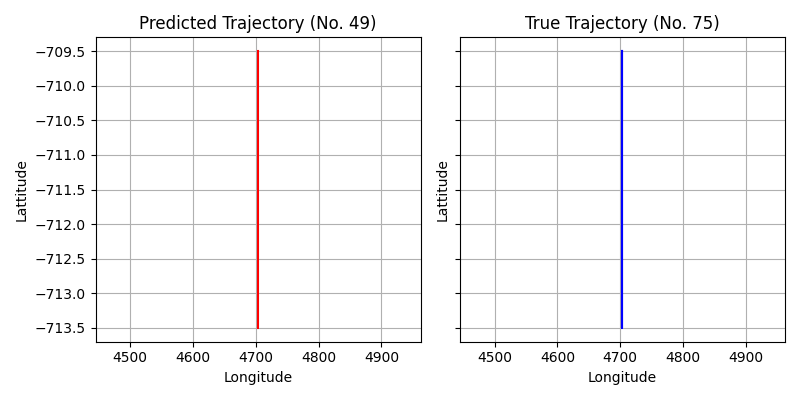 Predicted Trajectory (No. 49)
Lattitude
−709.5
−710.0
−710.5
−711.0
−711.5
−712.0
−712.5
−713.0
−713.5
4500 4600 4700 4800 4900
Longitude
True Trajectory (No. 75)
Lattitude
4500 4600 4700 4800 4900
Longitude